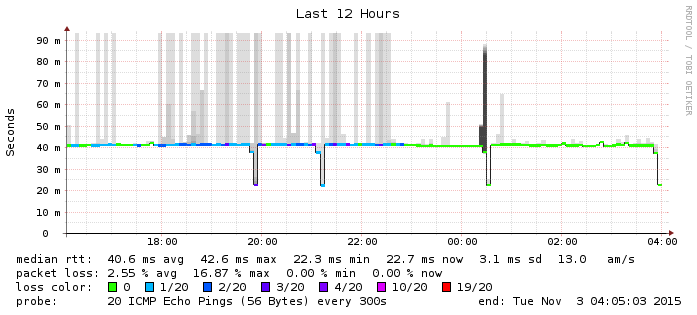 Last 12 Hours
RRDTOOL / TOBI OETIKER
Seconds
90 m
80 m
70 m
60 m
50 m
40 m
30 m
20 m
10 m
0
18:00 20:00 22:00 00:00 02:00 04:00
median rtt: 40.6 ms avg 42.6 ms max 22.3 ms min 22.7 ms now 3.1 ms sd 13.0 am/s
packet loss: 2.55 % avg 16.87 % max 0.00 % min 0.00 % now
loss color: 0 1/20 2/20 3/20 4/20 10/20 19/20
probe: 20 ICMP Echo Pings (56 Bytes) every 300s end: Tue Nov 3 04:05:03 2015